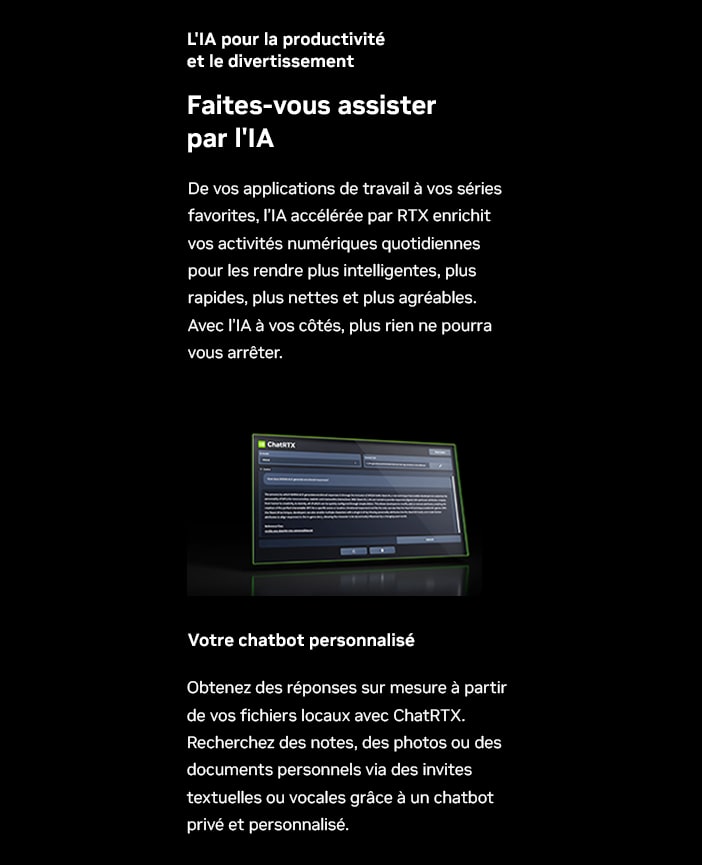 L'IA pour la productivité
et le divertissement
Faites-vous assister
par l'IA
De vos applications de travail à vos séries
favorites, l'IA accélérée par RTX enrichit
vos activités numériques quotidiennes
pour les rendre plus intelligentes, plus
rapides, plus nettes et plus agréables.
Avec l'IA à vos côtés, plus rien ne pourra
vous arrêter.
ChatRTX
Votre chatbot personnalisé
Obtenez des réponses sur mesure à partir
de vos fichiers locaux avec ChatRTX.
Recherchez des notes, des photos ou des
documents personnels via des invites
textuelles ou vocales grâce à un chatbot
privé et personnalisé.